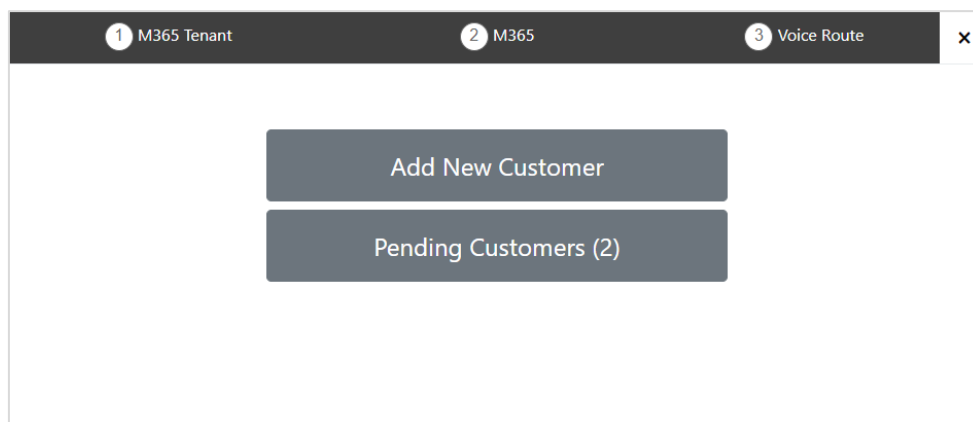 1 M365 Tenant 2 M365 3 Voice Route ×
Add New Customer
Pending Customers (2)